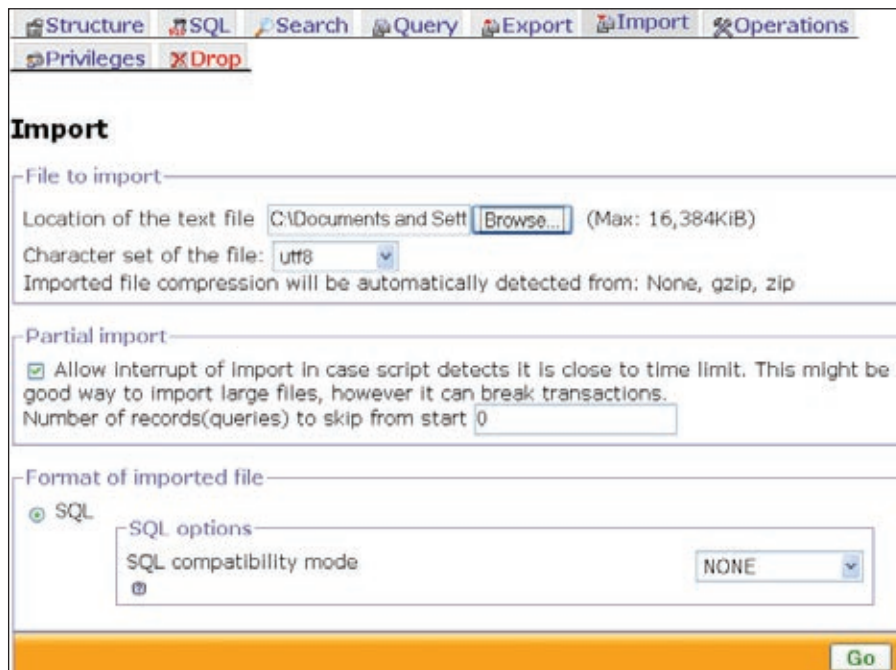 Structure SQL Search Query Export Import Operations
Privileges Drop
Import
File to import
Location of the text file C:\Documents and Sett Browse... (Max: 16,384KiB)
Character set of the file: utf8
Imported file compression will be automatically detected from: None, gzip, zip
Partial import
Allow interrupt of import in case script detects it is close to time limit. This might be
good way to import large files, however it can break transactions.
Number of records(queries) to skip from start 0
Format of imported file
SQL
SQL options
SQL compatibility mode NONE
?
Go